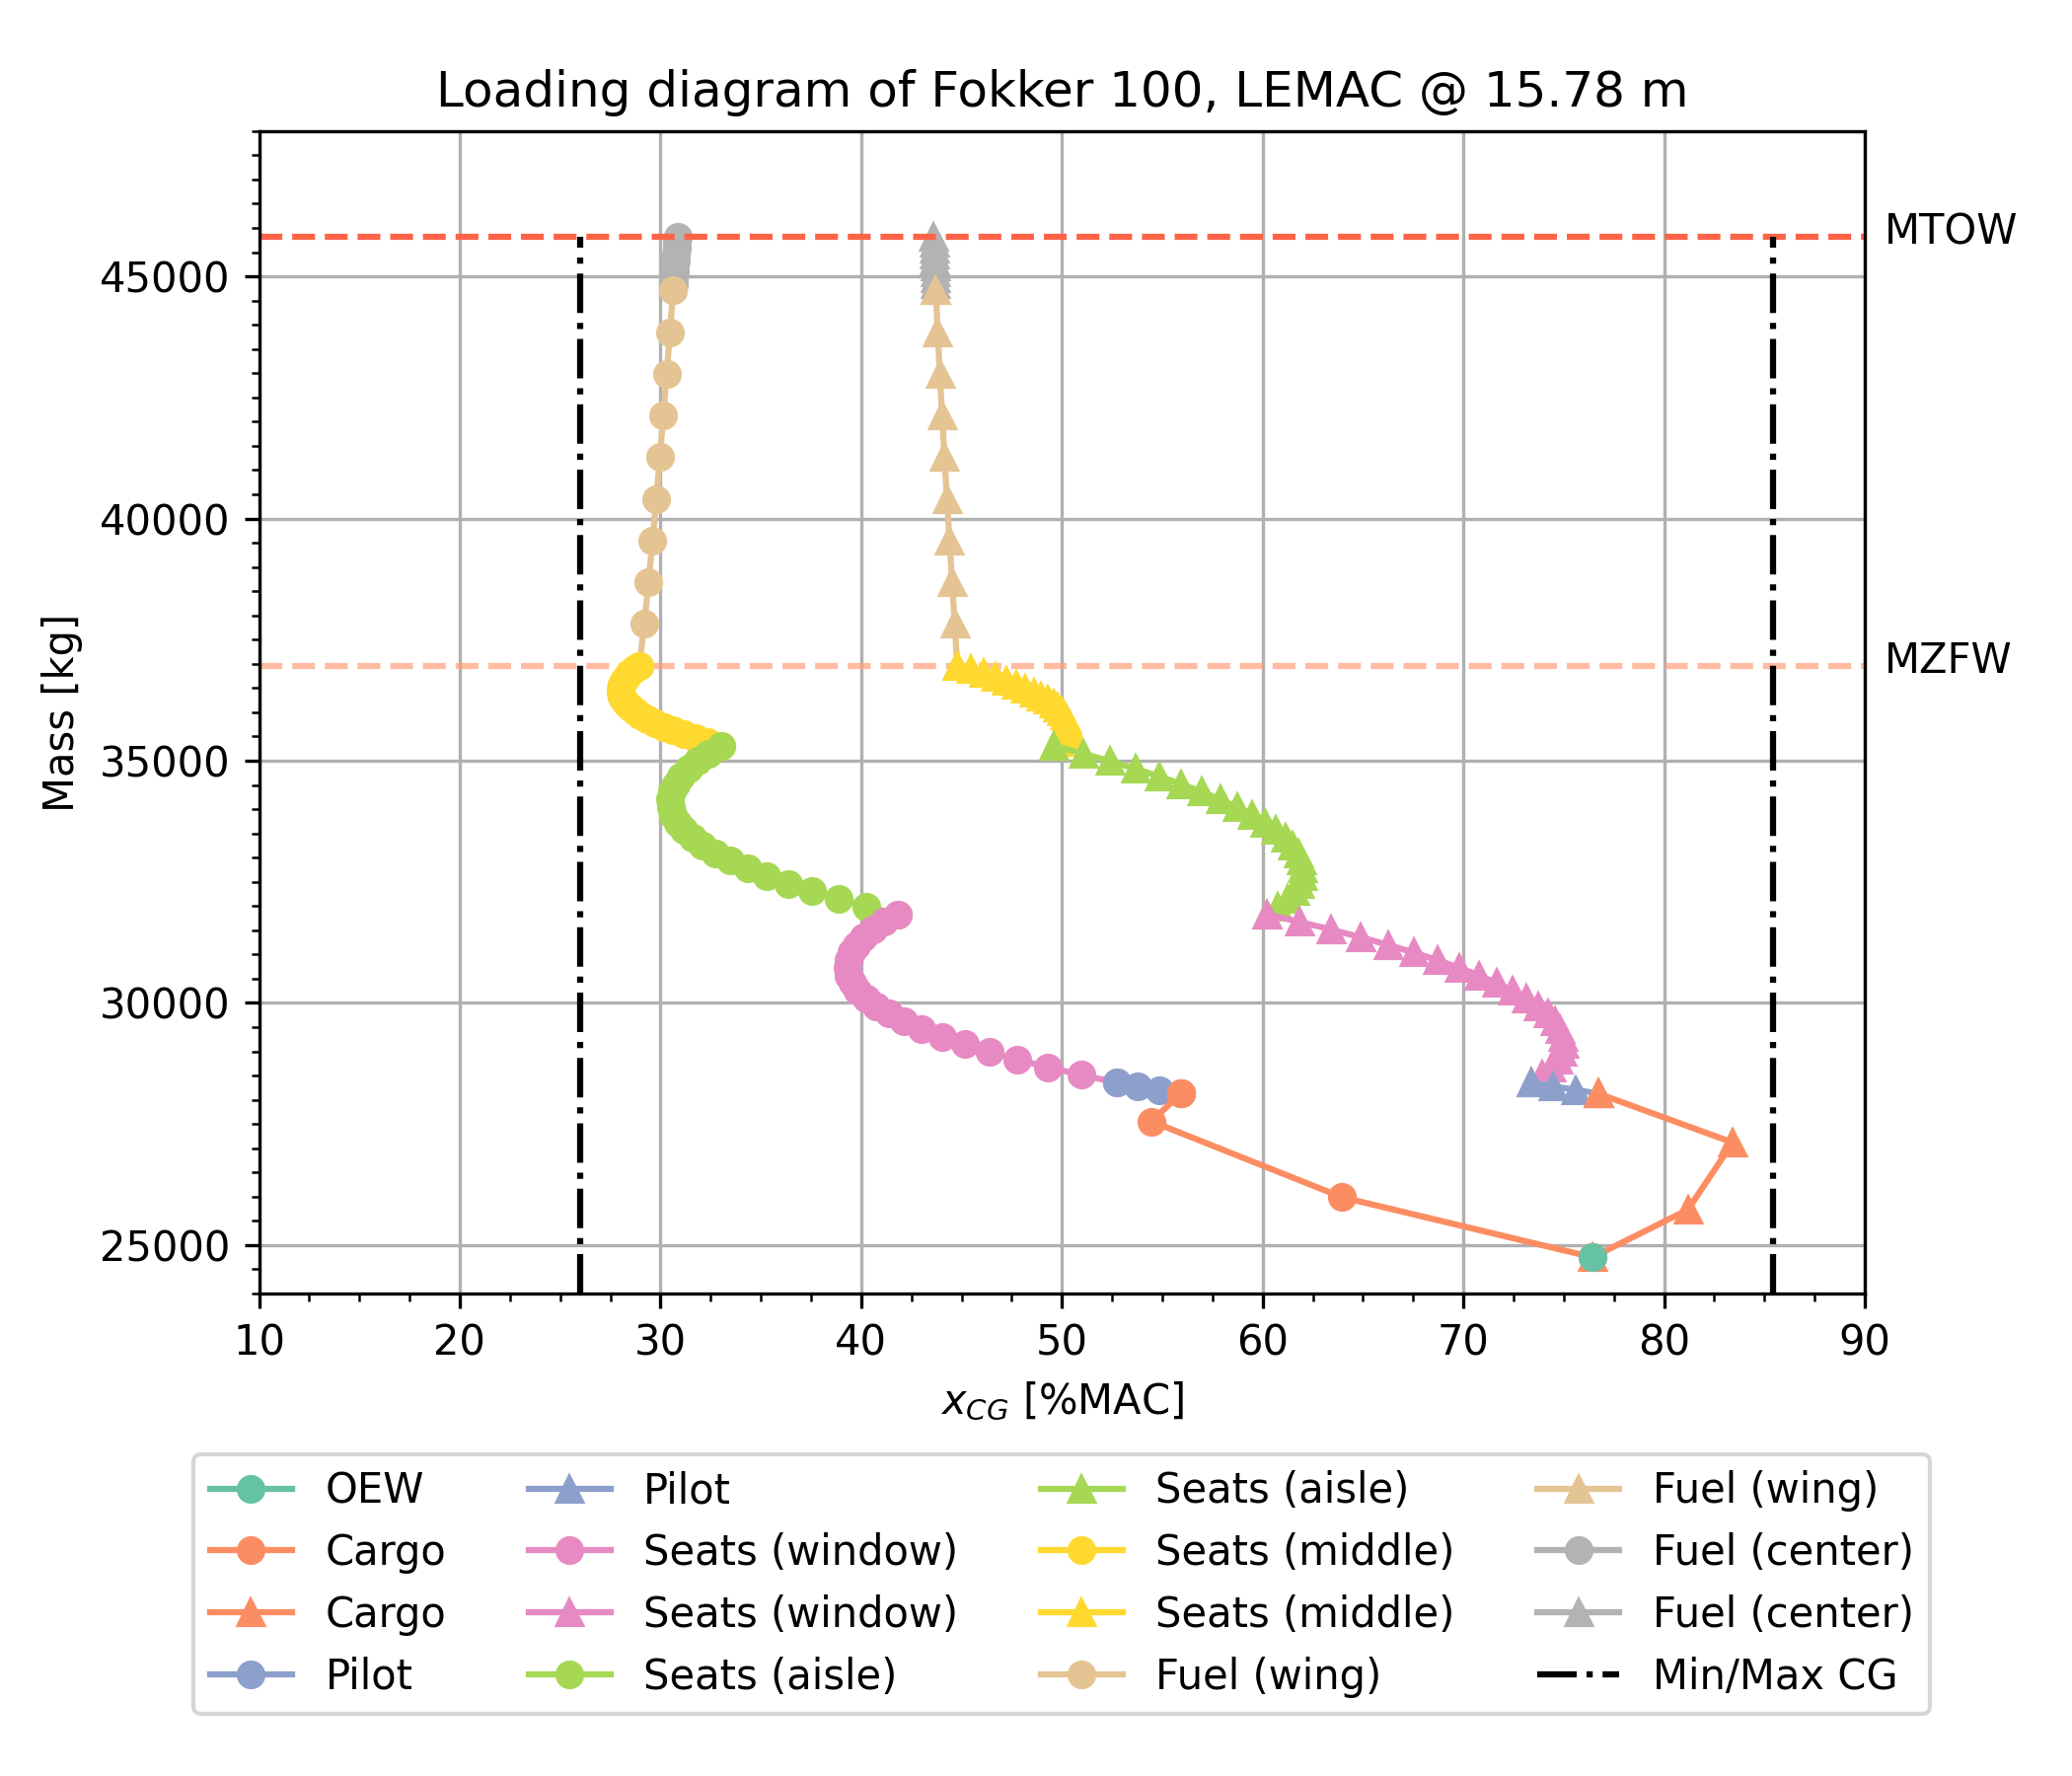 Loading diagram of Fokker 100, LEMAC @ 15.78 m
MTOW
45000
40000
MZFW
Mass [kg]
35000
30000
25000
10 20 30 40 50 60 70 80 90
x_CG [%MAC]
OEW Pilot Seats (aisle) Fuel (wing)
Cargo Seats (window) Seats (middle) Fuel (center)
Cargo Seats (window) Seats (middle) Fuel (center)
Pilot Seats (aisle) Fuel (wing) Min/Max CG